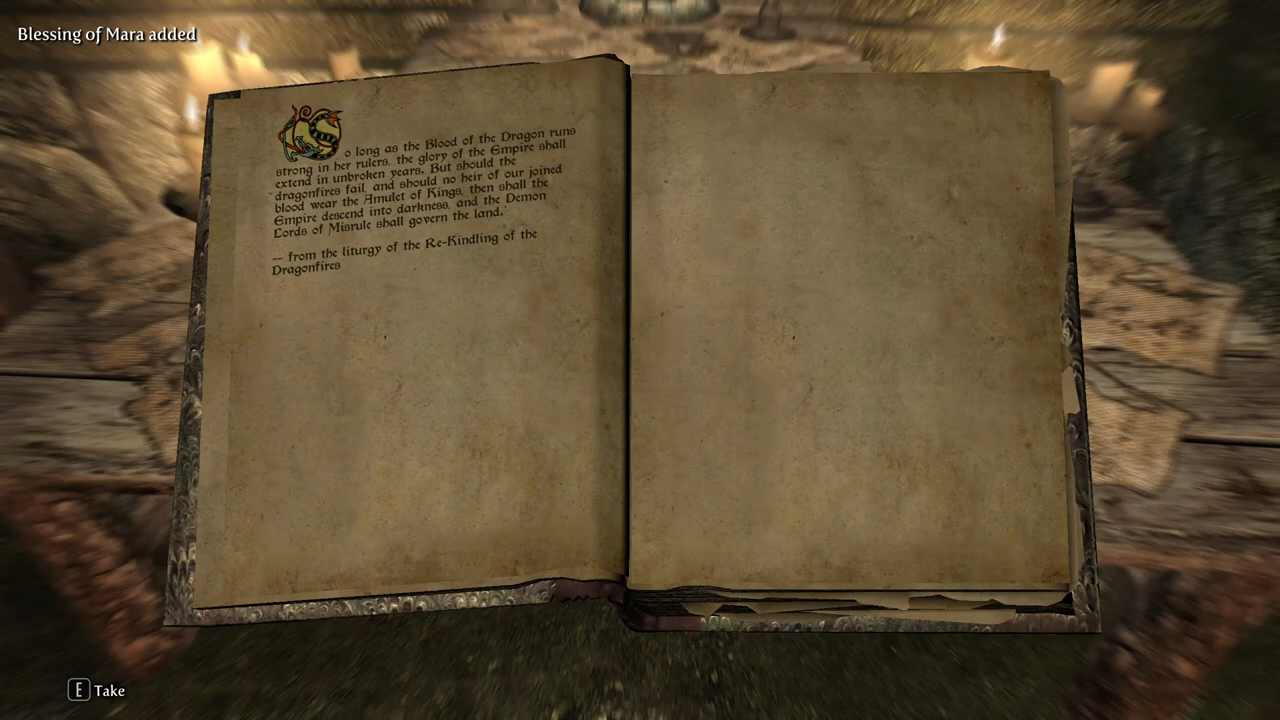 Blessing of Mara added
So long as the Blood of the Dragon runs
strong in her rulers, the glory of the Empire shall
extend in unbroken years. But should the
dragonfires fail, and should no heir of our joined
blood wear the Amulet of Kings, then shall the
Empire descend into darkness, and the Demon
Lords of Misrule shall govern the land.'
— from the liturgy of the Re-Kindling of the
Dragonfires
E Take